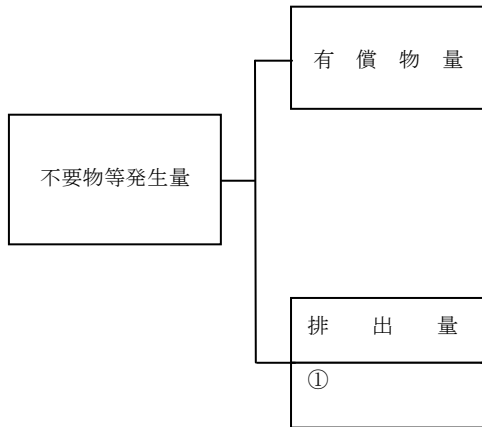 有償物量
不要物等発生量
排出量
①